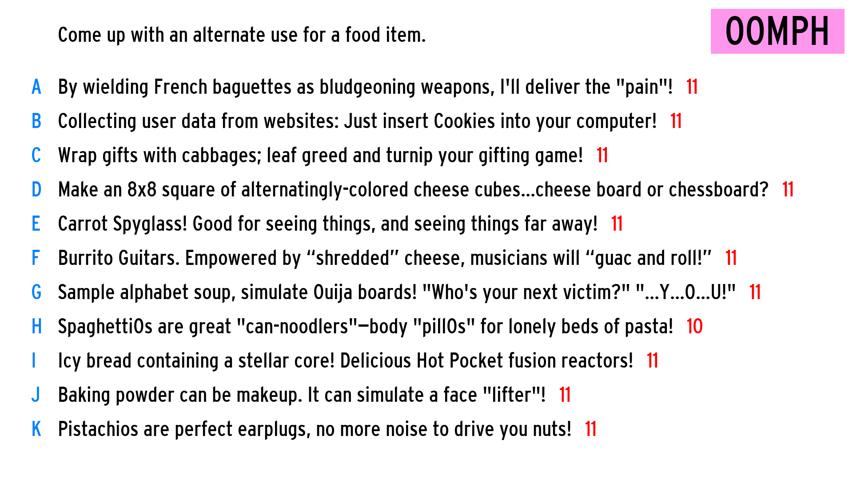 Come up with an alternate use for a food item.
OOMPH
A By wielding French baguettes as bludgeoning weapons, I'll deliver the "pain"! 11
B Collecting user data from websites: Just insert Cookies into your computer! 11
C Wrap gifts with cabbages; leaf greed and turnip your gifting game! 11
D Make an 8x8 square of alternatingly-colored cheese cubes...cheese board or chessboard? 11
E Carrot Spyglass! Good for seeing things, and seeing things far away! 11
F Burrito Guitars. Empowered by “shredded” cheese, musicians will “guac and roll!” 11
G Sample alphabet soup, simulate Ouija boards! "Who's your next victim?" "...Y...O...U!" 11
H SpaghettiOs are great "can-noodlers"—body "pillOs" for lonely beds of pasta! 10
I Icy bread containing a stellar core! Delicious Hot Pocket fusion reactors! 11
J Baking powder can be makeup. It can simulate a face "lifter"! 11
K Pistachios are perfect earplugs, no more noise to drive you nuts! 11